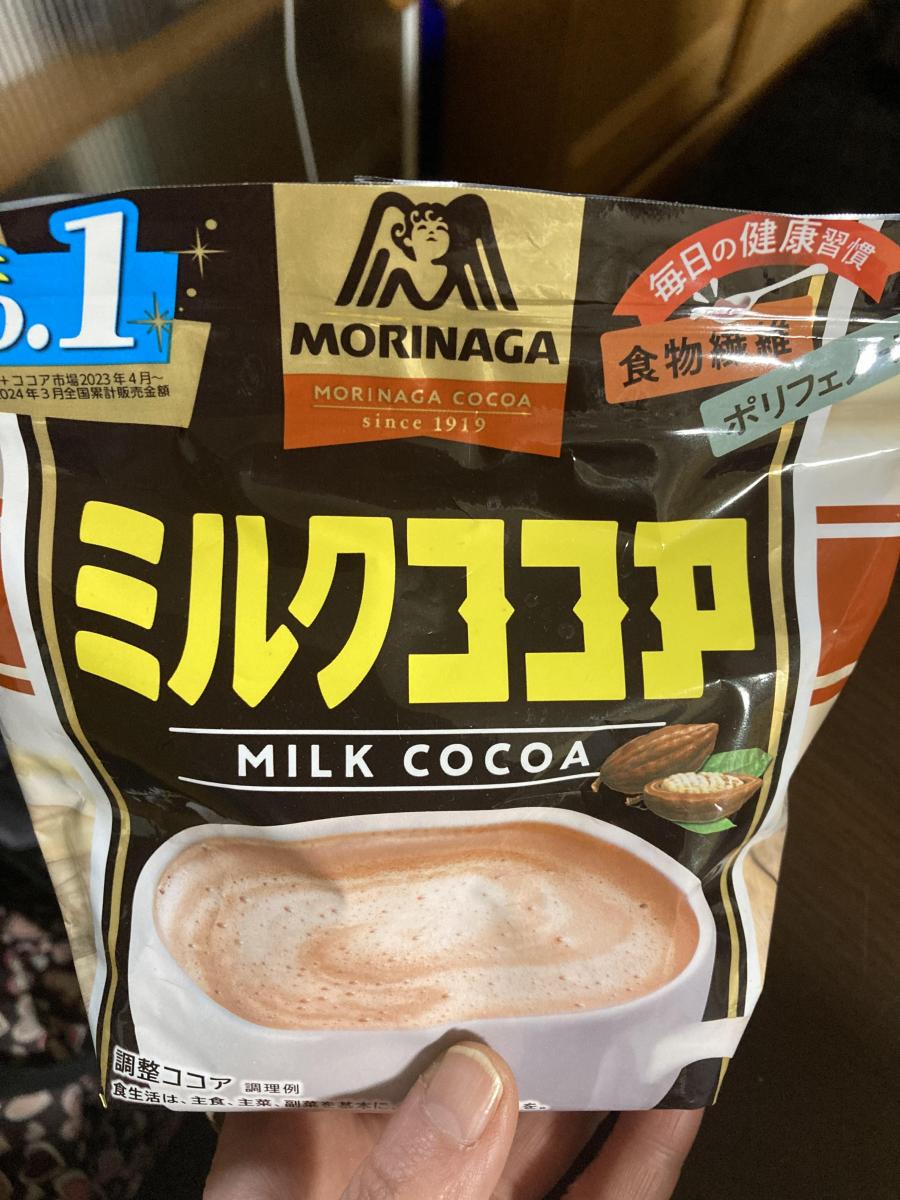 .1
ココア市場2023年4月〜
024年3月全国累計販売金額
MORINAGA
MORINAGA COCOA
since 1919
毎日の健康習慣
食物繊維
ポリフェノ
ミルクココア
MILK COCOA
調整ココア 調理例
食生活は、主食、主菜、副菜を基本に
を。